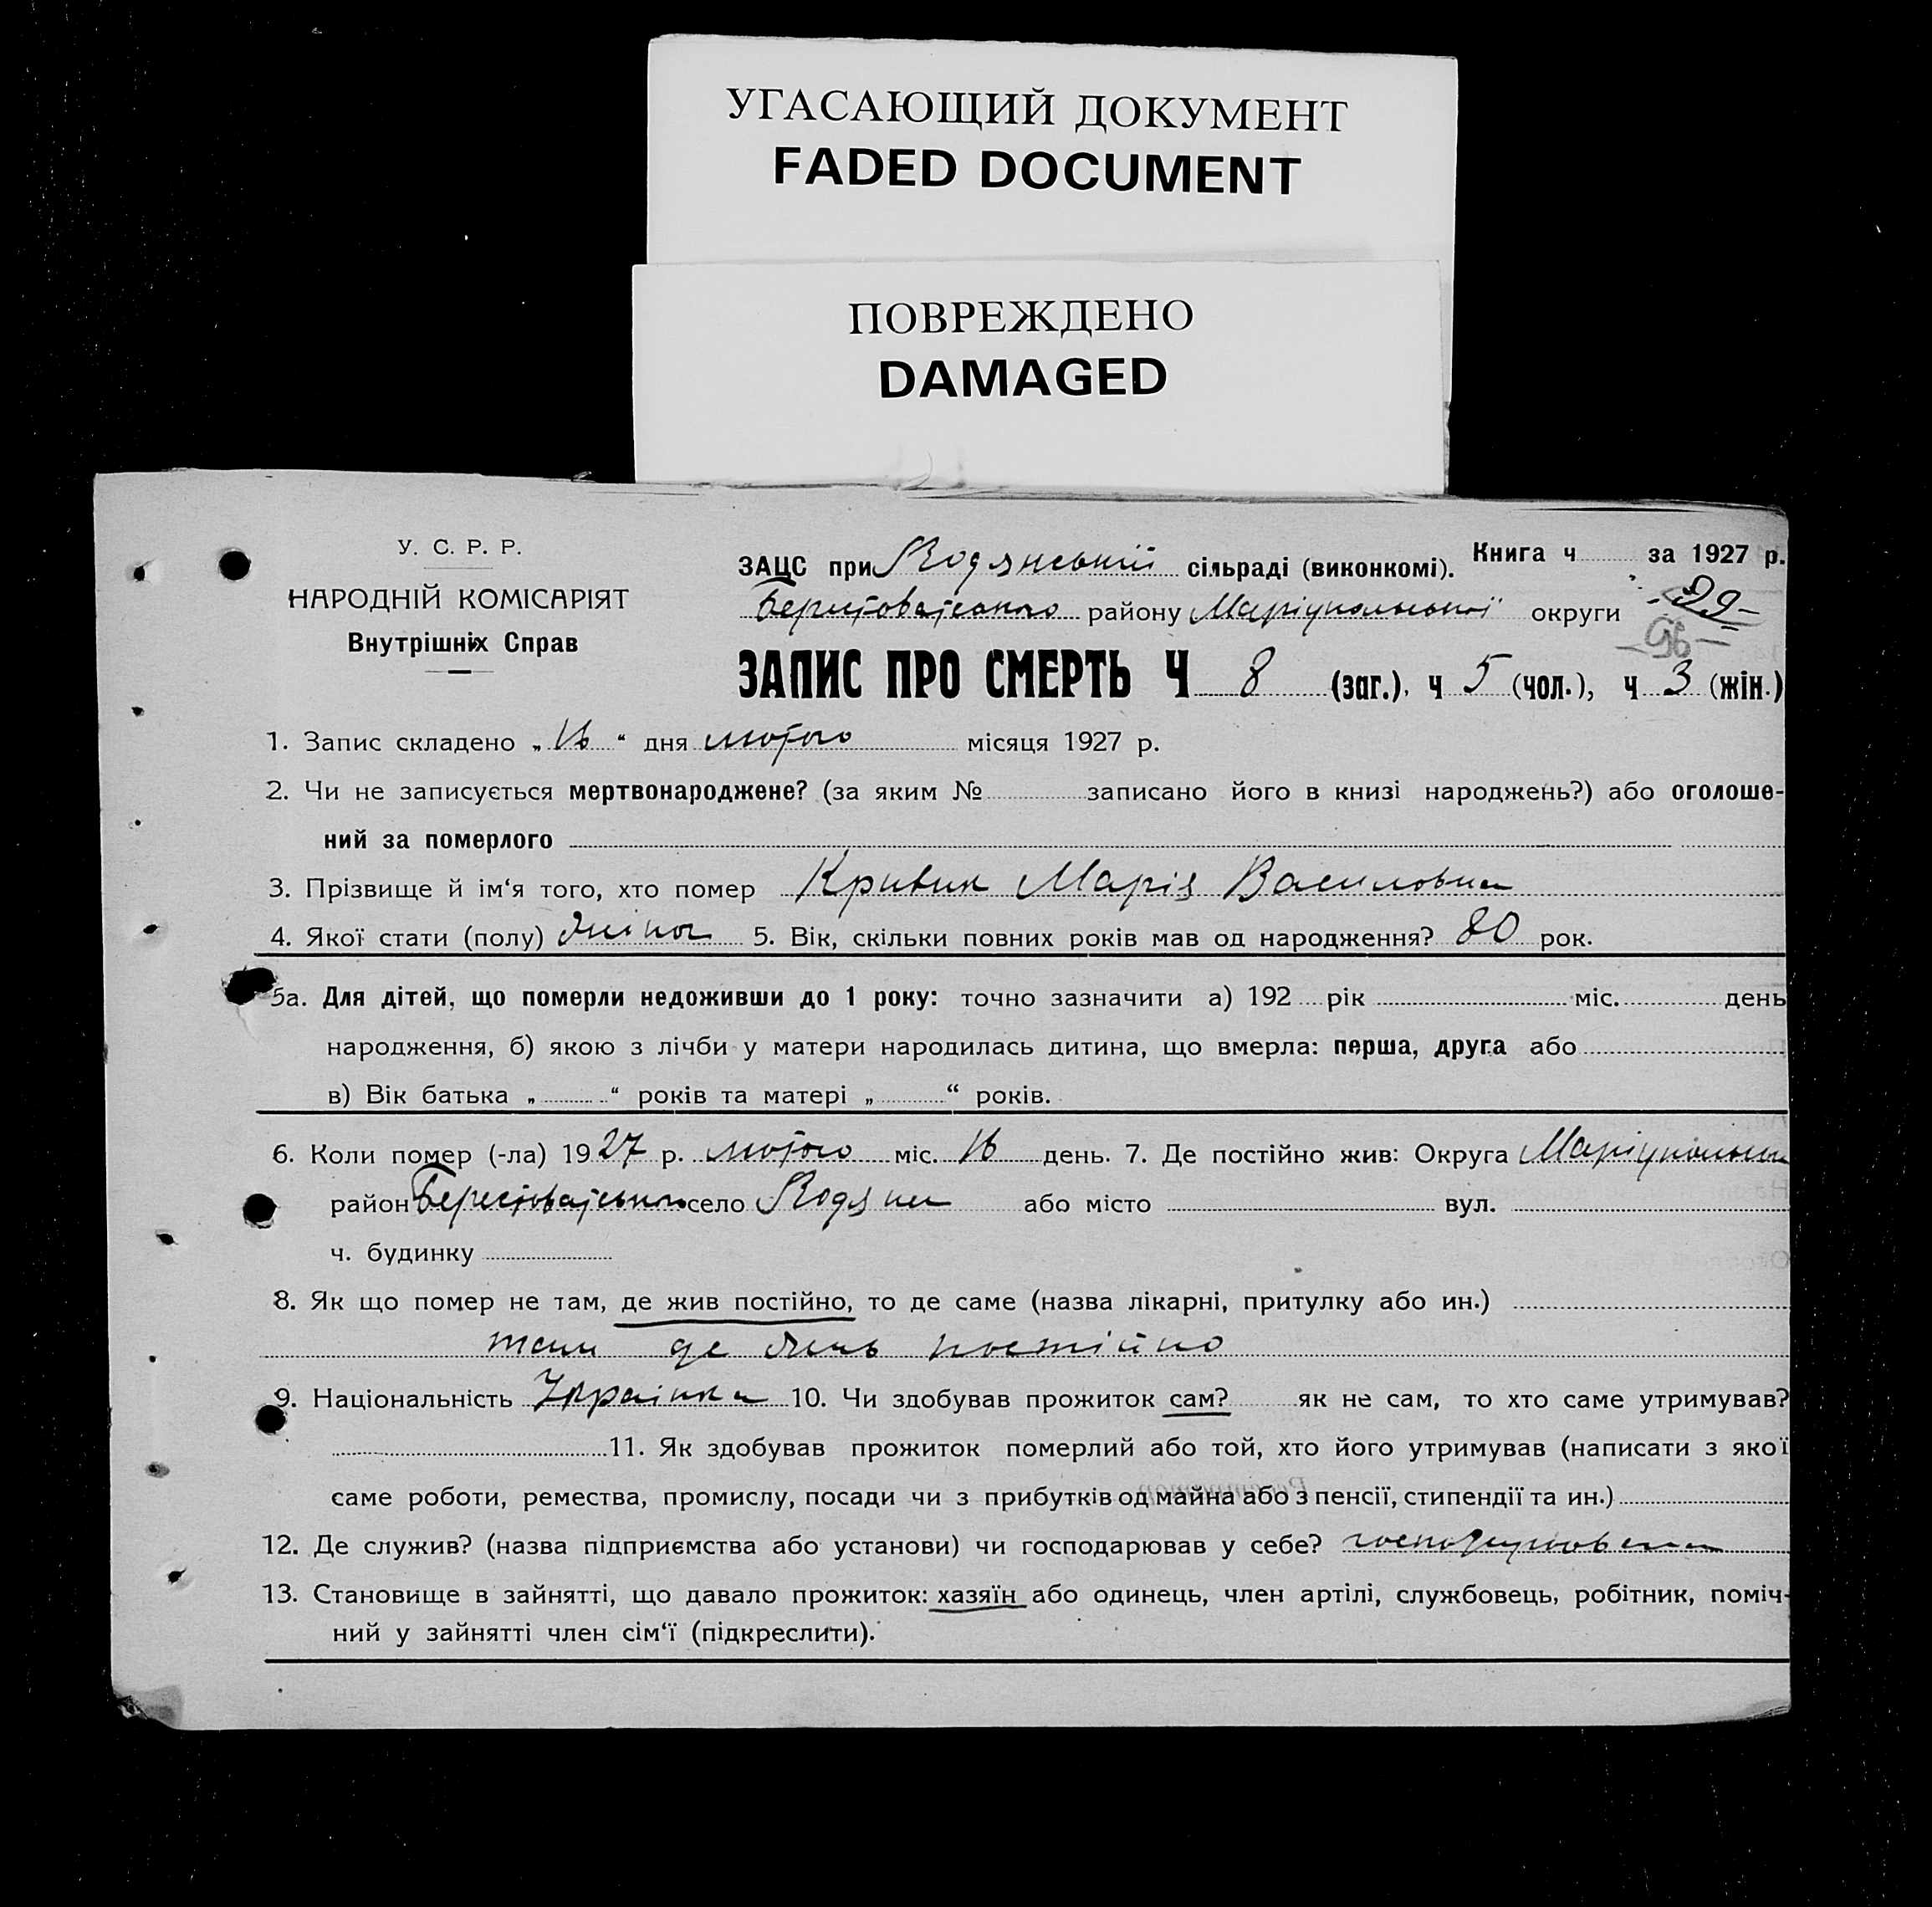 УГАСАЮЩИЙ ДОКУМЕНТ
FADED DOCUMENT
ПОВРЕЖДЕНО
DAMAGED
У. С. Р. Р.
НАРОДНІЙ КОМІСАРІЯТ
Внутрішніх Справ
ЗАЦС при Кодянській сільраді (виконкомі). Книга ч за 1927 р.
району Маріупольської округи
ЗАПИС ПРО СМЕРТЬ Ч 8 (заг.), ч 5 (чол.), ч 3 (жін.)
1. Запис складено „16“ дня лютого місяця 1927 р.
2. Чи не записується мертвонароджене? (за яким № записано його в книзі народжень?) або оголоше-
ний за померлого
3. Прізвище й ім‘я того, хто помер Кривик Марія Василовна
4. Якої стати (полу) жіноч 5. Вік, скільки повних років мав од народження? 80 рок.
5а. Для дітей, що померли недоживши до 1 року: точно зазначити а) 192 рік міс. день
народження, б) якою з лічби у матери народилась дитина, що вмерла: перша, друга або
в) Вік батька „ “ років та матері „ “ років.
6. Коли помер (-ла) 1927 р. лютого міс. 16 день. 7. Де постійно жив: Округа
район село або місто вул.
ч. будинку
8. Як що помер не там, де жив постійно, то де саме (назва лікарні, притулку або ин.)
там де жив постійно
9. Національність Українка 10. Чи здобував прожиток сам? як не сам, то хто саме утримував?
11. Як здобував прожиток померлий або той, хто його утримував (написати з якої
саме роботи, ремества, промислу, посади чи з прибутків од майна або з пенсії, стипендії та ин.)
12. Де служив? (назва підприємства або установи) чи господарював у себе?
13. Становище в зайнятті, що давало прожиток: хазяїн або одинець, член артілі, службовець, робітник, поміч-
ний у зайнятті член сім‘ї (підкреслити).